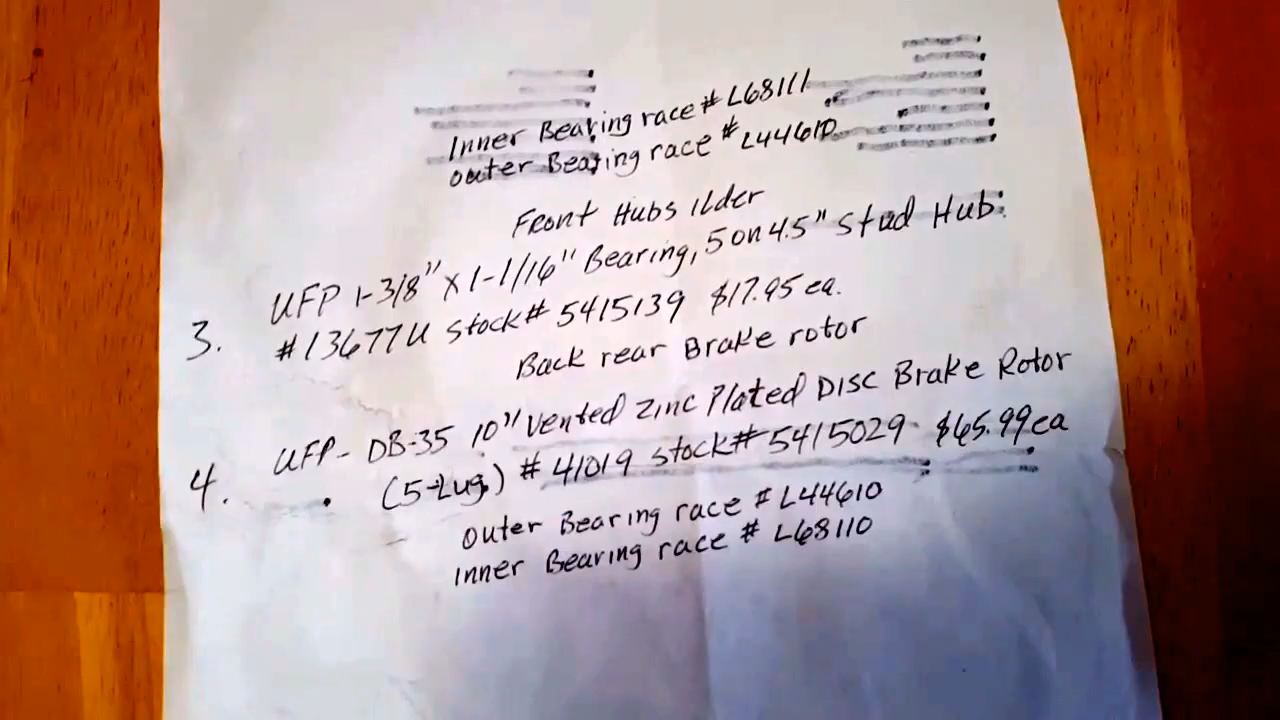 Inner Bearing race # L68111
outer Bearing race # L44610
Front Hubs ilder
UFP 1-3/8" X 1-1/16" Bearing, 5 on 4.5" Stud Hub.
3. #13677U stock# 5415139 $17.95 ea.
Back rear Brake rotor
UFP- DB-35 10" Vented Zinc Plated Disc Brake Rotor
4. (5-Lug.) # 41019 stock# 5415029 $65.99 ea
outer Bearing race # L44610
inner Bearing race # L68110